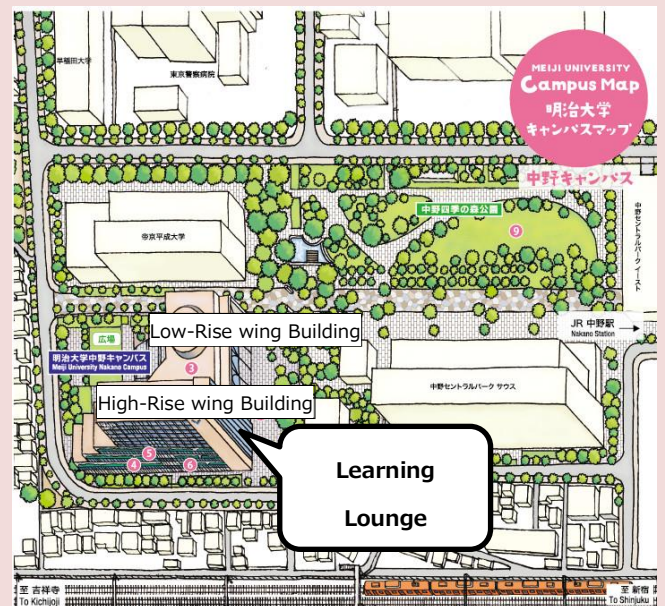 早稲田大学
東京警察病院
MEIJI UNIVERSITY
Campus Map
明治大学
キャンパスマップ
中野キャンパス
中野四季の森公園
9
中野セントラルパーク イースト
帝京平成大学
JR 中野駅
Nakano Station
Low-Rise wing Building
広場
明治大学中野キャンパス
Meiji University Nakano Campus
3
中野セントラルパーク サウス
High-Rise wing Building
5
4
6
Learning
Lounge
至 吉祥寺
To Kichijoji
至 新宿
To Shinjuku